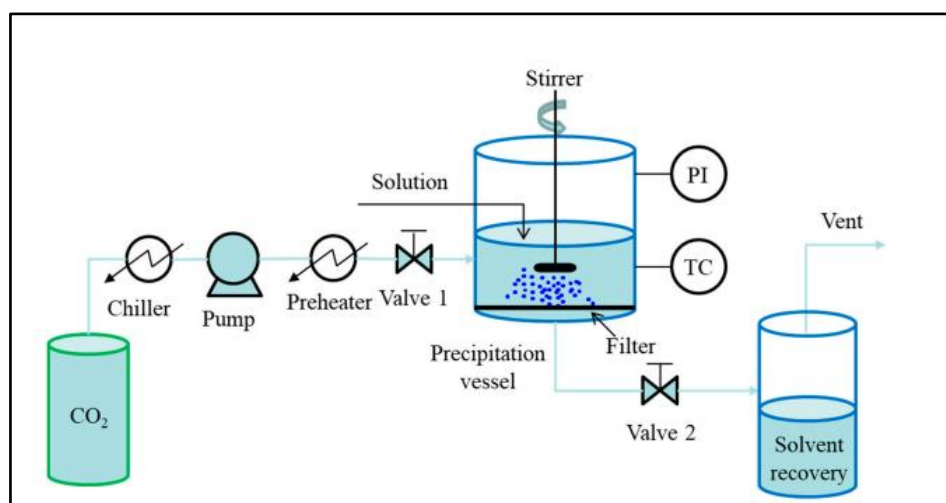 Stirrer
PI
Solution
Vent
TC
Chiller
Pump
Preheater
Valve 1
Filter
Precipitation
vessel
CO₂
Valve 2
Solvent
recovery